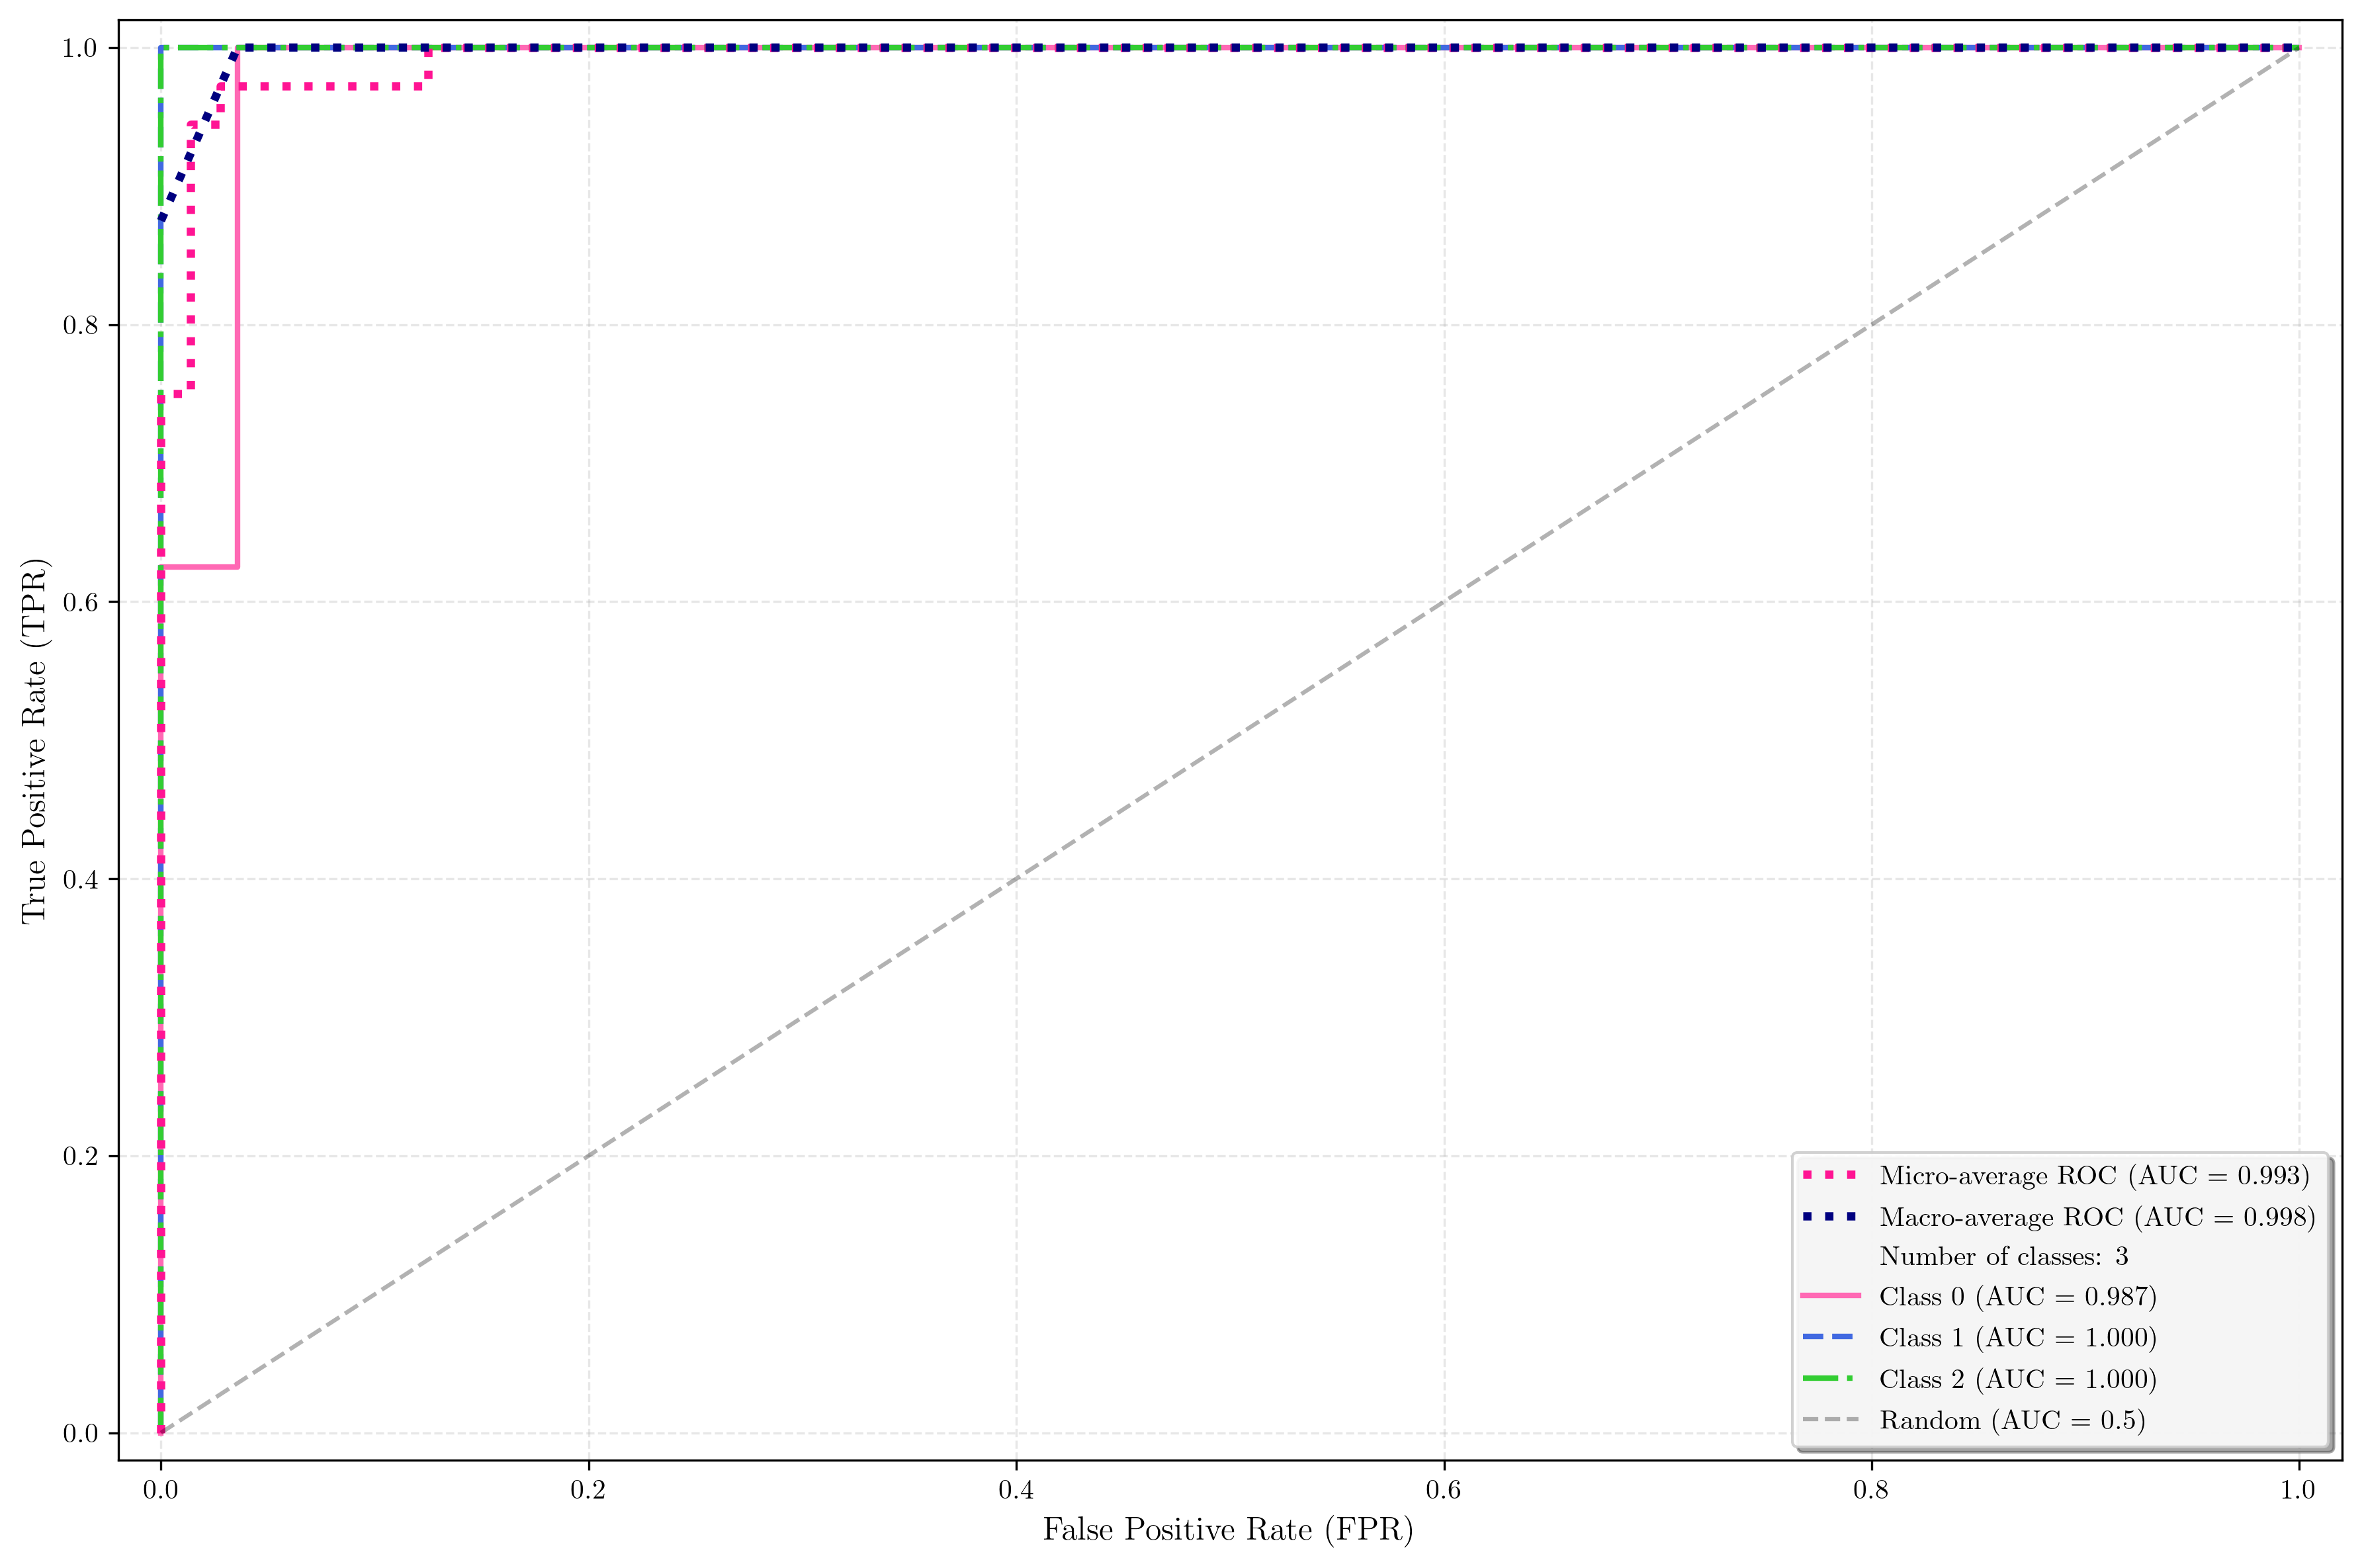 1.0
0.8
0.6
0.4
0.2
0.0
True Positive Rate (TPR)
0.0 0.2 0.4 0.6 0.8 1.0
False Positive Rate (FPR)
Micro-average ROC (AUC = 0.993)
Macro-average ROC (AUC = 0.998)
Number of classes: 3
Class 0 (AUC = 0.987)
Class 1 (AUC = 1.000)
Class 2 (AUC = 1.000)
Random (AUC = 0.5)